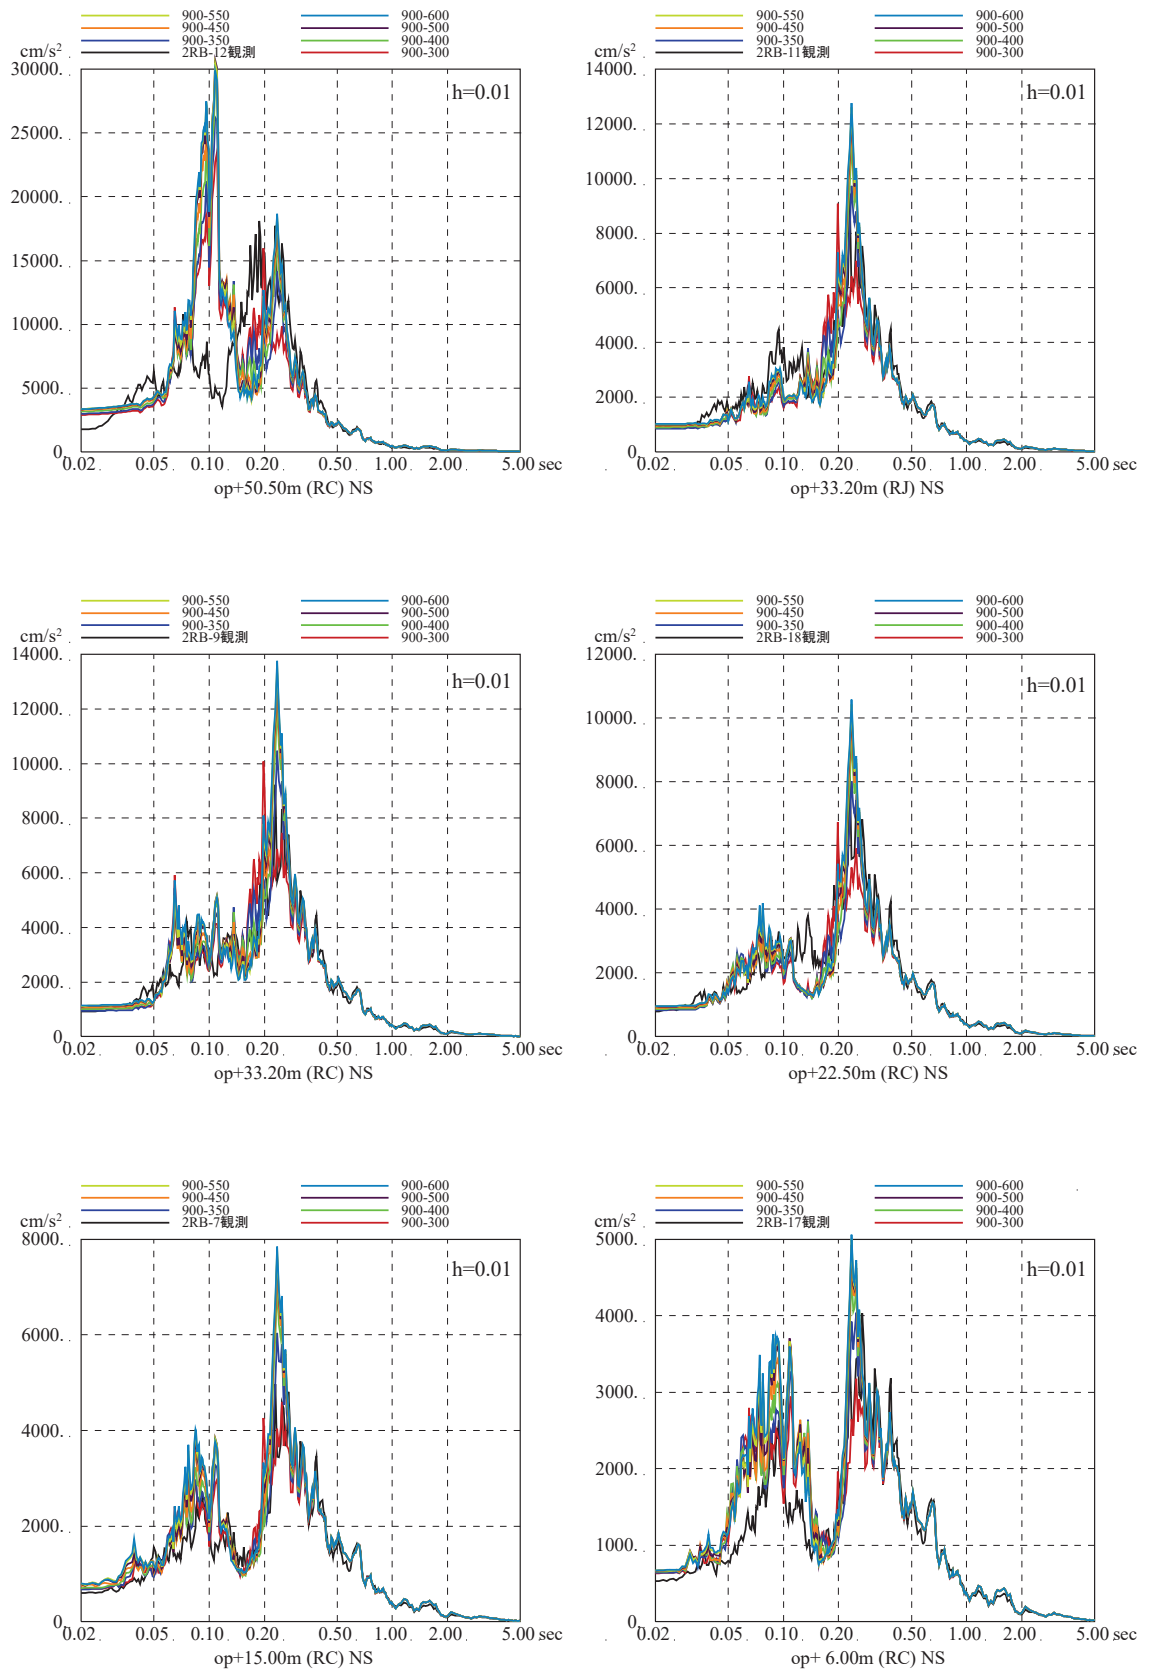 900-550 900-600
900-450 900-500
900-350 900-400
2RB-12観測 900-300
cm/s²
30000.
25000.
20000.
15000.
10000.
5000.
0.
h=0.01
0.02 0.05 0.10 0.20 0.50 1.00 2.00 5.00 sec
op+50.50m (RC) NS
900-550 900-600
900-450 900-500
900-350 900-400
2RB-11観測 900-300
cm/s²
14000.
12000.
10000.
8000.
6000.
4000.
2000.
0.
h=0.01
0.02 0.05 0.10 0.20 0.50 1.00 2.00 5.00 sec
op+33.20m (RJ) NS
900-550 900-600
900-450 900-500
900-350 900-400
2RB-9観測 900-300
cm/s²
14000.
12000.
10000.
8000.
6000.
4000.
2000.
0.
h=0.01
0.02 0.05 0.10 0.20 0.50 1.00 2.00 5.00 sec
op+33.20m (RC) NS
900-550 900-600
900-450 900-500
900-350 900-400
2RB-18観測 900-300
cm/s²
12000.
10000.
8000.
6000.
4000.
2000.
0.
h=0.01
0.02 0.05 0.10 0.20 0.50 1.00 2.00 5.00 sec
op+22.50m (RC) NS
900-550 900-600
900-450 900-500
900-350 900-400
2RB-7観測 900-300
cm/s²
8000.
6000.
4000.
2000.
0.
h=0.01
0.02 0.05 0.10 0.20 0.50 1.00 2.00 5.00 sec
op+15.00m (RC) NS
900-550 900-600
900-450 900-500
900-350 900-400
2RB-17観測 900-300
cm/s²
5000.
4000.
3000.
2000.
1000.
0.
h=0.01
0.02 0.05 0.10 0.20 0.50 1.00 2.00 5.00 sec
op+ 6.00m (RC) NS